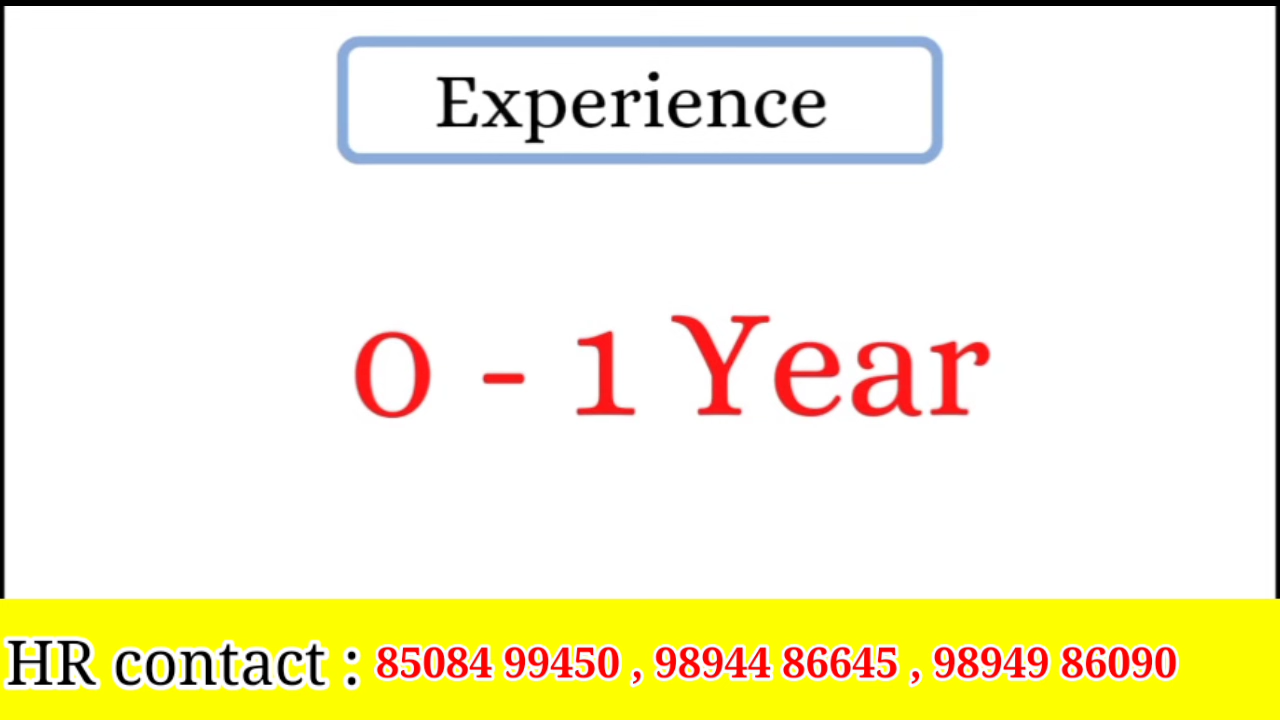 Experience
0 - 1 Year
HR contact : 85084 99450 , 98944 86645 , 98949 86090